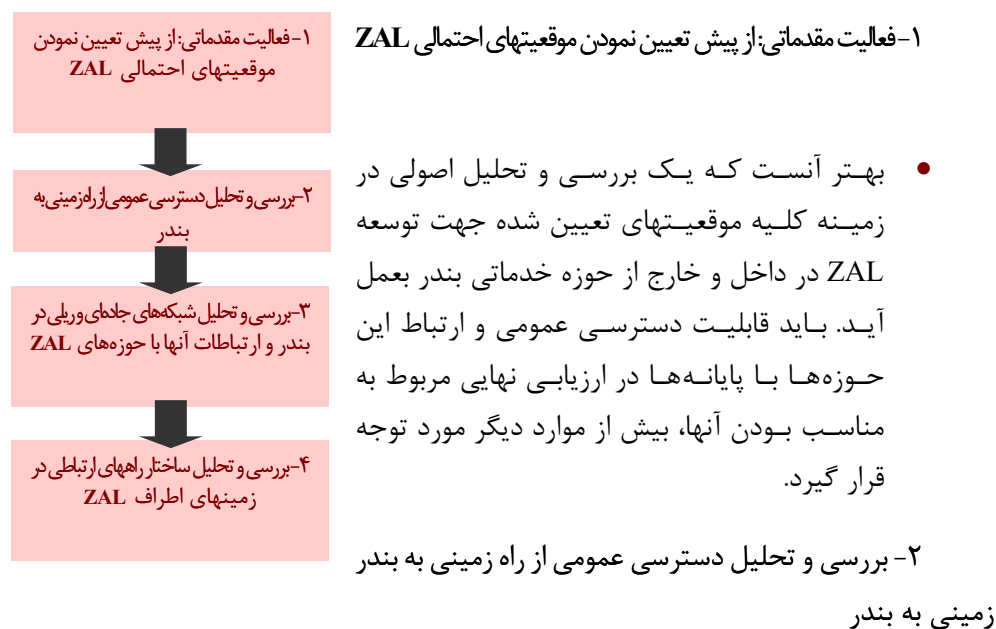 ۱- فعالیت مقدماتی: از پیش تعیین نمودن موقعیتهای احتمالی ZAL
بهتر آنست که یک بررسی و تحلیل اصولی در
زمینه کلیه موقعیتهای تعیین شده جهت توسعه
ZAL در داخل و خارج از حوزه خدماتی بندر بعمل
آید. باید قابلیت دسترسی عمومی و ارتباط این
حوزه‌ها با پایانه‌ها در ارزیابی نهایی مربوط به
مناسب بودن آنها، بیش از موارد دیگر مورد توجه
قرار گیرد.
۲- بررسی و تحلیل دسترسی عمومی از راه زمینی به بندر
زمینی به بندر
۱- فعالیت مقدماتی: از پیش تعیین نمودن
موقعیتهای احتمالی ZAL
۲-بررسی و تحلیل دسترسی عمومی از راه زمینی به
بندر
۳-بررسی و تحلیل شبکه‌های جاده‌ای و ریلی در
بندر و ارتباطات آنها با حوزه‌های ZAL
۴-بررسی و تحلیل ساختار راههای ارتباطی در
زمینهای اطراف ZAL